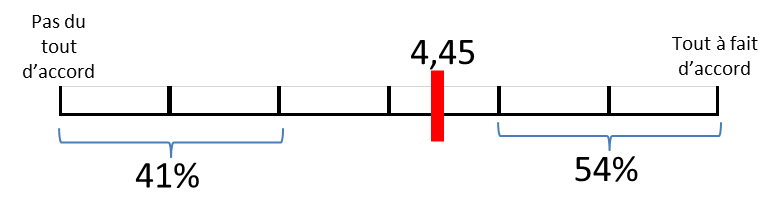 Pas du
tout
d’accord
4,45
Tout à fait
d’accord
41%
54%